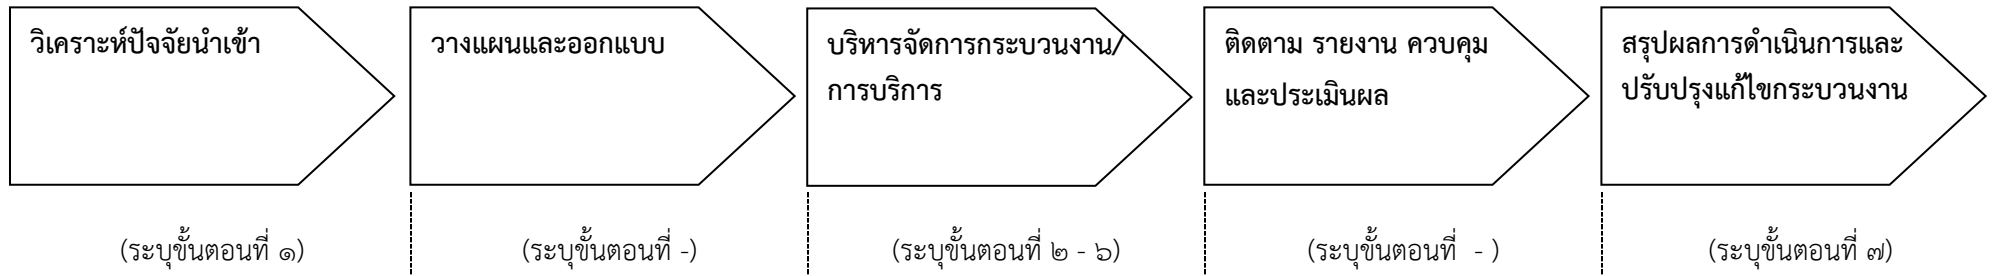 วิเคราะห์ปัจจัยนำเข้า
วางแผนและออกแบบ
บริหารจัดการกระบวนงาน/
การบริการ
ติดตาม รายงาน ควบคุม
และประเมินผล
สรุปผลการดำเนินการและ
ปรับปรุงแก้ไขกระบวนงาน
(ระบุขั้นตอนที่ ๑)
(ระบุขั้นตอนที่ -)
(ระบุขั้นตอนที่ ๒ - ๖)
(ระบุขั้นตอนที่ - )
(ระบุขั้นตอนที่ ๗)